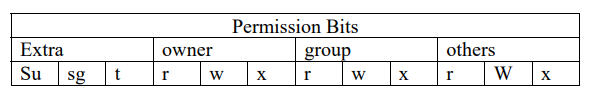 Permission Bits
Extra owner group others
Su sg t r w x r w x r W x